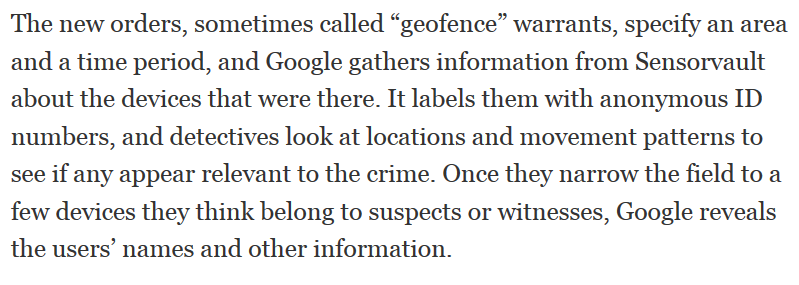 The new orders, sometimes called “geofence” warrants, specify an area
and a time period, and Google gathers information from Sensorvault
about the devices that were there. It labels them with anonymous ID
numbers, and detectives look at locations and movement patterns to
see if any appear relevant to the crime. Once they narrow the field to a
few devices they think belong to suspects or witnesses, Google reveals
the users’ names and other information.